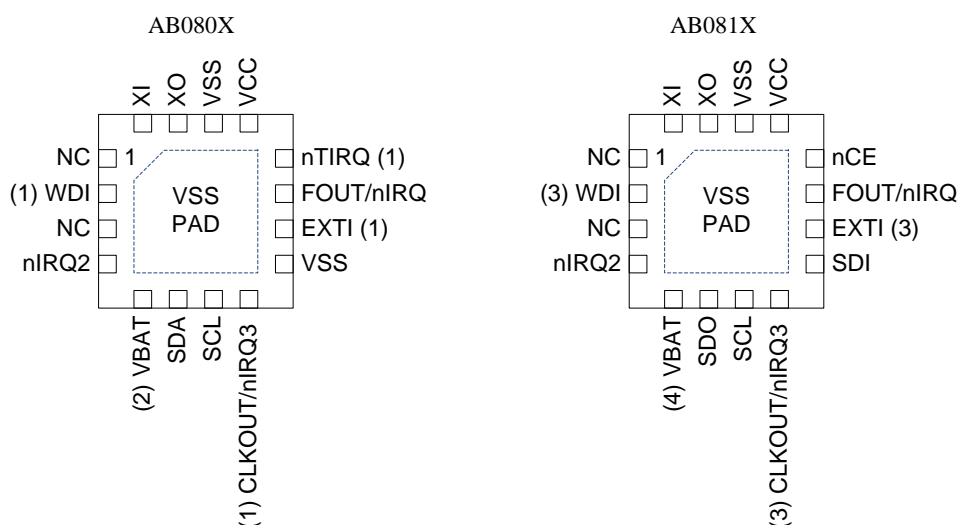 AB080X
XI
XO
VSS
VCC
NC
1
nTIRQ (1)
(1) WDI
FOUT/nIRQ
NC
EXTI (1)
nIRQ2
VSS
VSS
PAD
(2) VBAT
SDA
SCL
(1) CLKOUT/nIRQ3
AB081X
XI
XO
VSS
VCC
NC
1
nCE
(3) WDI
FOUT/nIRQ
NC
EXTI (3)
nIRQ2
SDI
VSS
PAD
(4) VBAT
SDO
SCL
(3) CLKOUT/nIRQ3